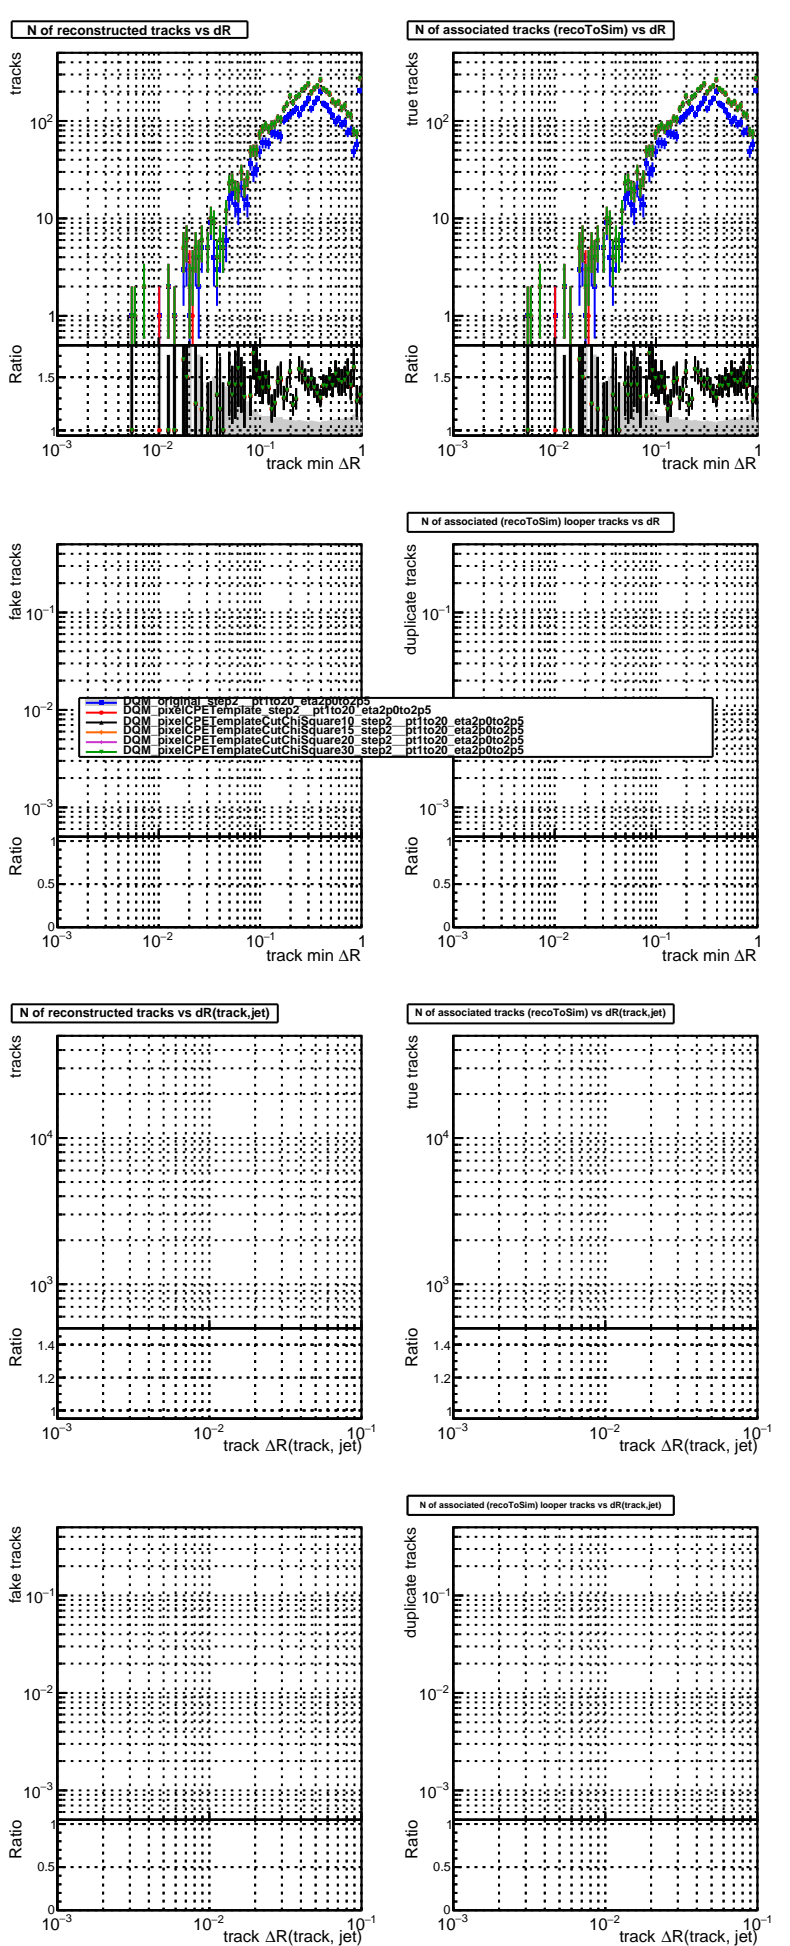 N of reconstructed tracks vs dR
N of associated tracks (recoToSim) vs dR
tracks
10²
10
1
Ratio
1.5
1
10⁻³
10⁻²
10⁻¹
1
track min ΔR
true tracks
10²
10
1
Ratio
1.5
1
10⁻³
10⁻²
10⁻¹
1
track min ΔR
N of associated (recoToSim) looper tracks vs dR
fake tracks
10⁻¹
10⁻²
10⁻³
Ratio
1
0.5
0
10⁻³
10⁻²
10⁻¹
1
track min ΔR
duplicate tracks
10⁻¹
10⁻³
Ratio
1
0.5
0
10⁻³
10⁻²
10⁻¹
1
track min ΔR
DQM_original_step2__pt1to20_eta2p0to2p5
DQM_pixelCPETemplate_step2__pt1to20_eta2p0to2p5
DQM_pixelCPETemplateCutChiSquare10_step2__pt1to20_eta2p0to2p5
DQM_pixelCPETemplateCutChiSquare15_step2__pt1to20_eta2p0to2p5
DQM_pixelCPETemplateCutChiSquare20_step2__pt1to20_eta2p0to2p5
DQM_pixelCPETemplateCutChiSquare30_step2__pt1to20_eta2p0to2p5
N of reconstructed tracks vs dR(track,jet)
N of associated tracks (recoToSim) vs dR(track,jet)
tracks
10⁴
10³
Ratio
1.4
1.2
1
10⁻³
10⁻²
10⁻¹
track ΔR(track, jet)
true tracks
10⁴
10³
Ratio
1.4
1.2
1
10⁻³
10⁻²
10⁻¹
track ΔR(track, jet)
N of associated (recoToSim) looper tracks vs dR(track,jet)
fake tracks
10⁻¹
10⁻²
10⁻³
Ratio
1
0.5
0
10⁻³
10⁻²
10⁻¹
track ΔR(track, jet)
duplicate tracks
10⁻¹
10⁻²
10⁻³
Ratio
1
0.5
0
10⁻³
10⁻²
10⁻¹
track ΔR(track, jet)